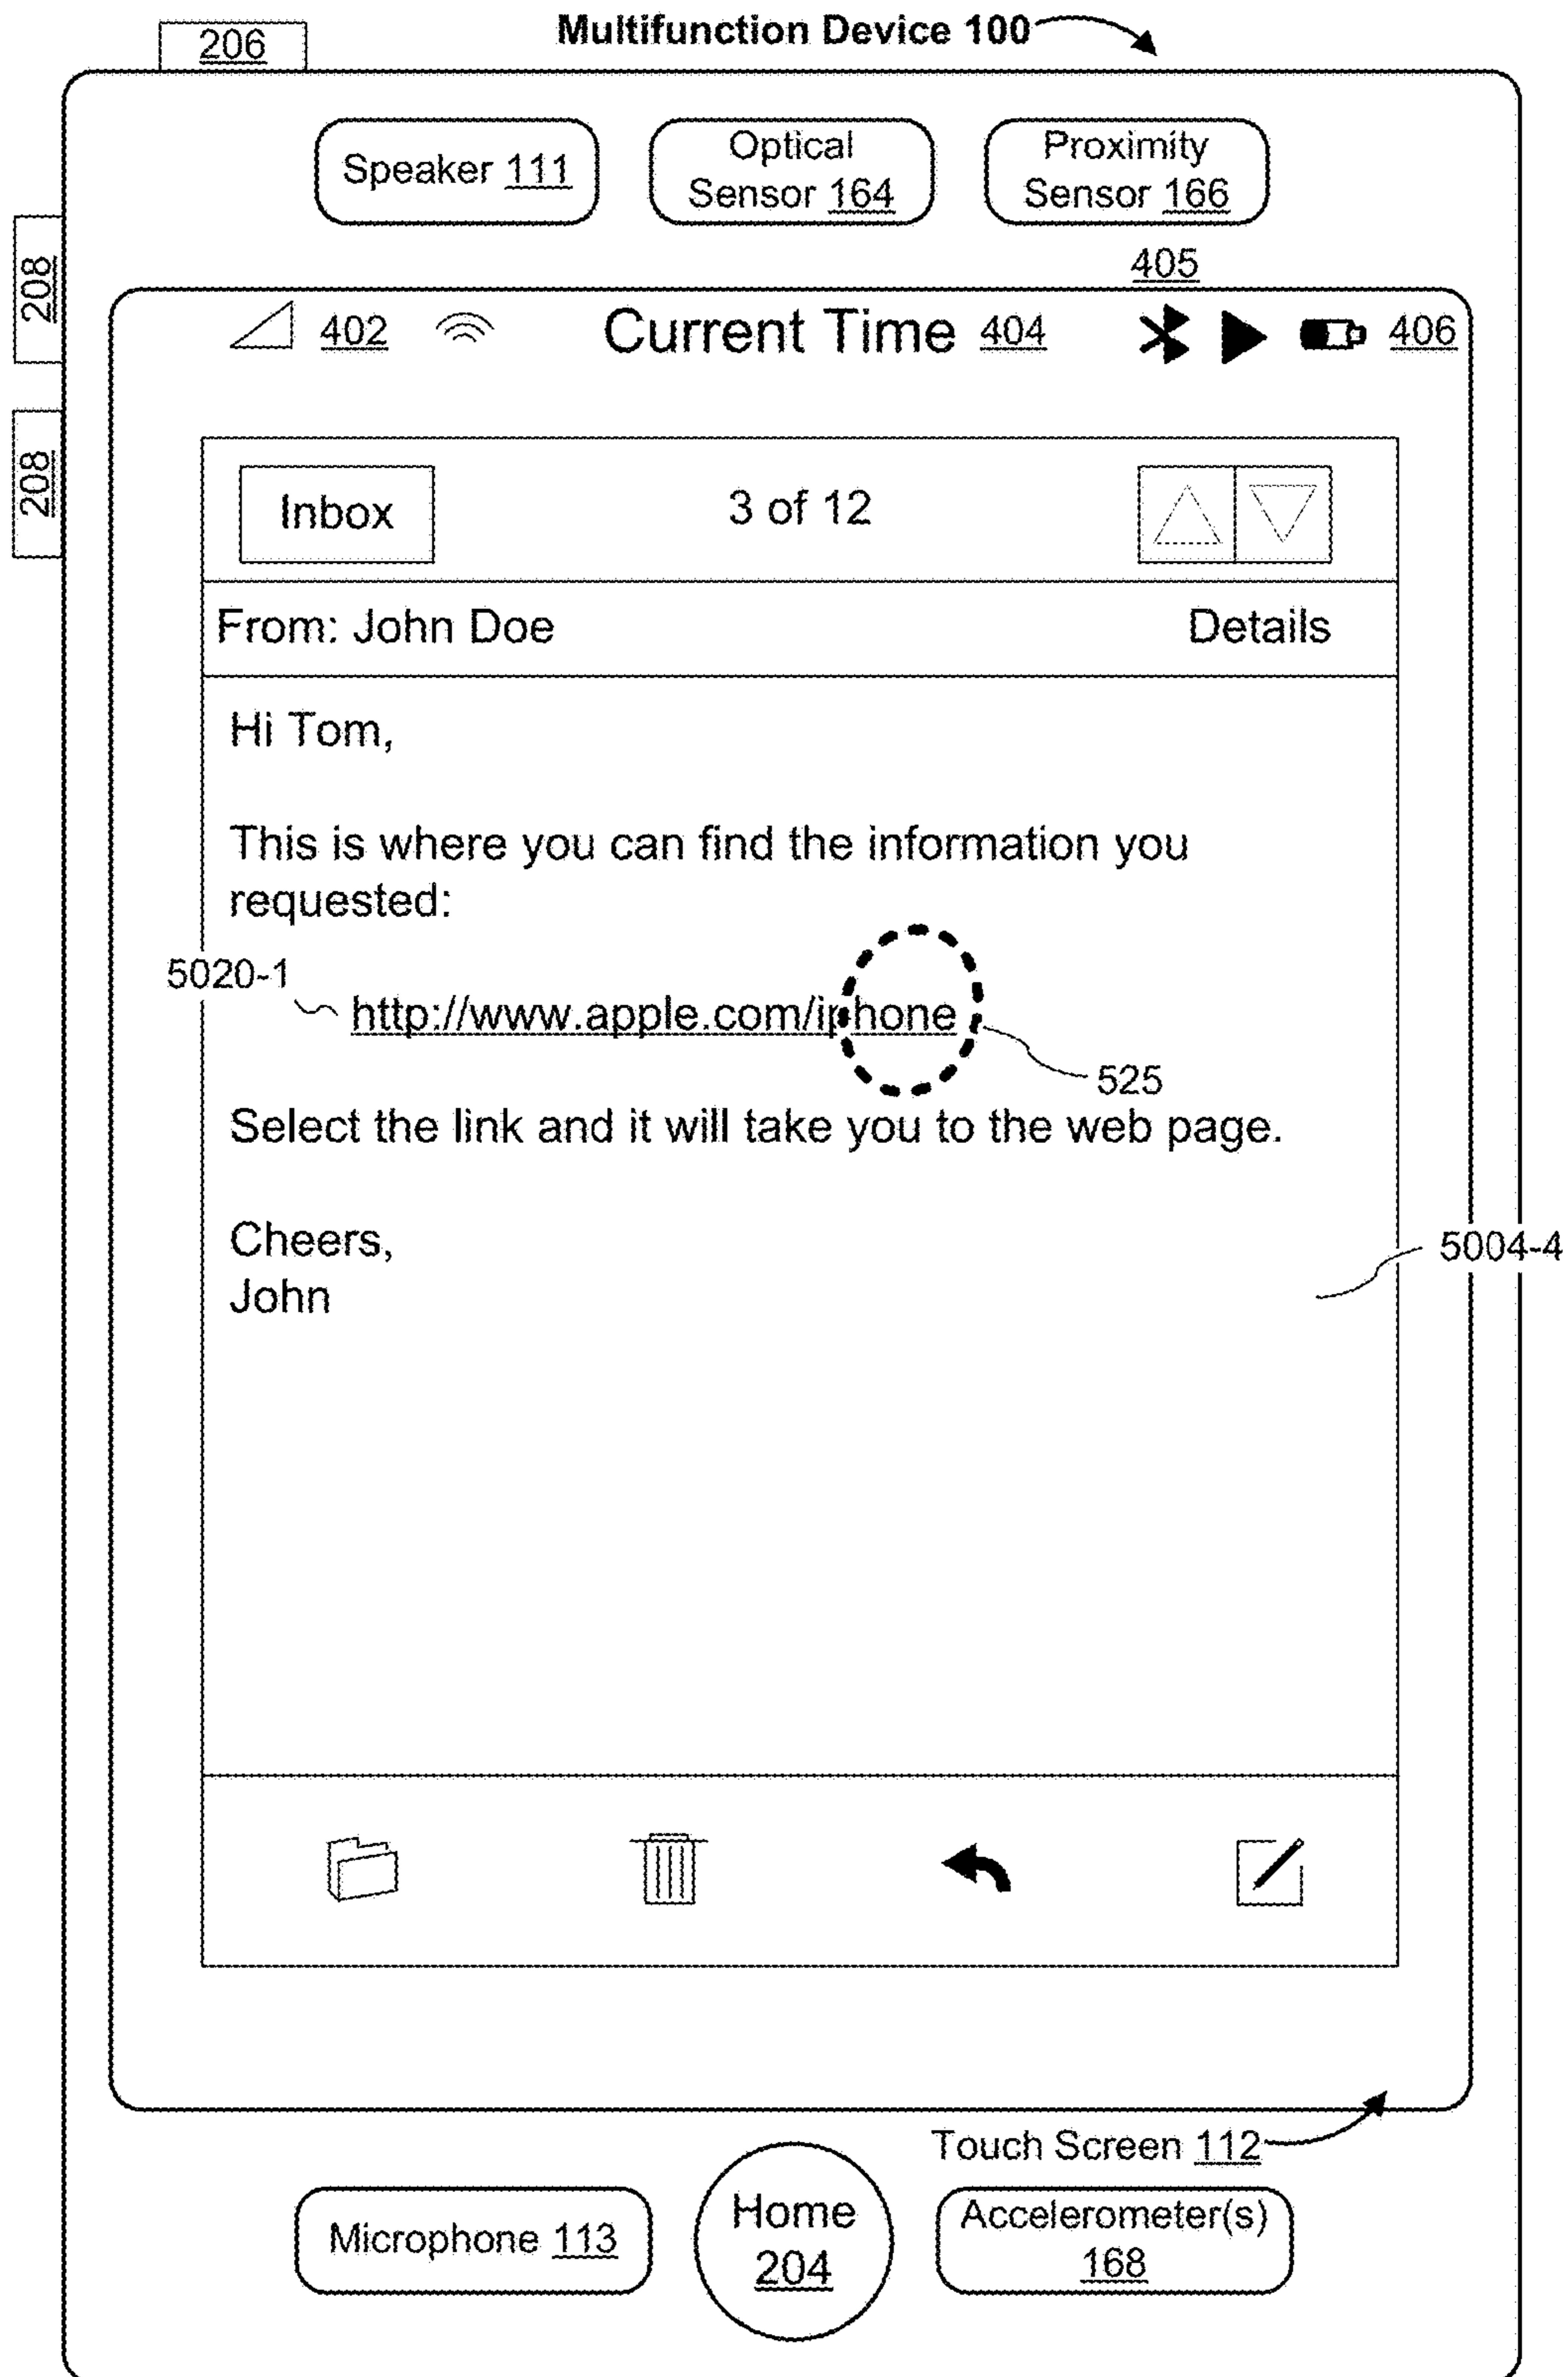 Multifunction Device 100
206
Speaker 111
Optical
Sensor 164
Proximity
Sensor 166
208
208
405
402
Current Time 404
406
Inbox
3 of 12
From: John Doe
Details
Hi Tom,
This is where you can find the information you
requested:
5020-1
http://www.apple.com/iphone
525
Select the link and it will take you to the web page.
Cheers,
John
5004-4
Touch Screen 112
Microphone 113
Home
204
Accelerometer(s)
168